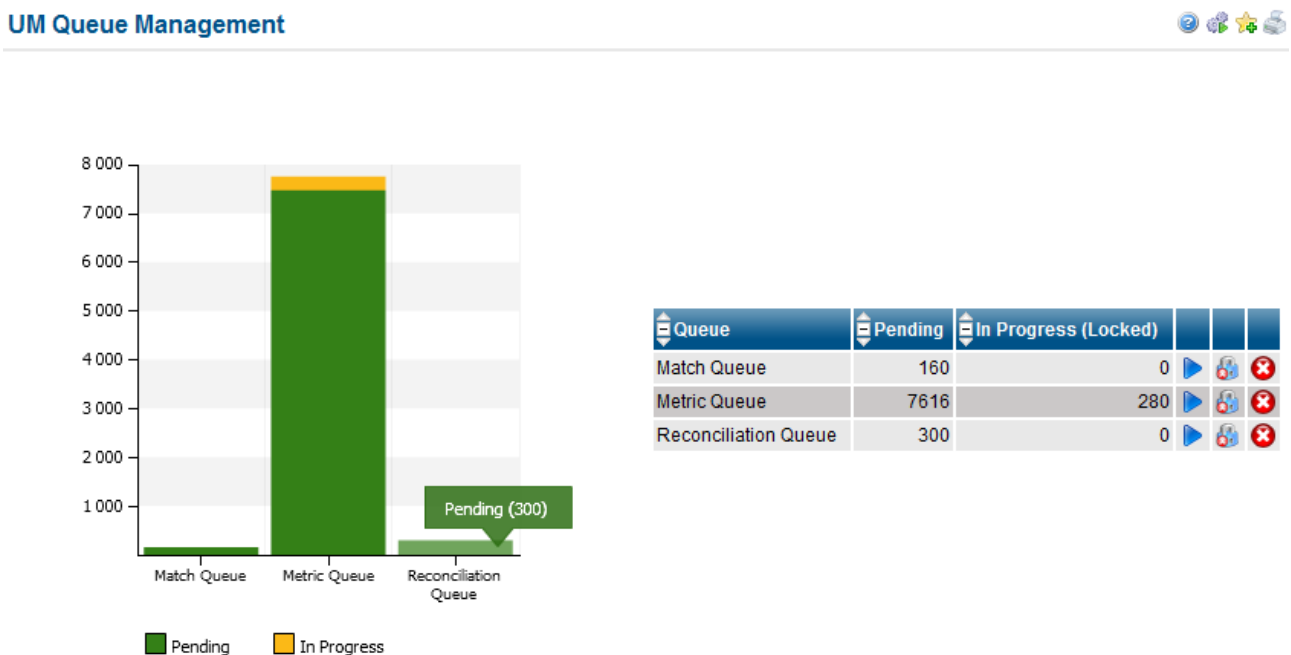 UM Queue Management
8 000
7 000
6 000
5 000
4 000
3 000
2 000
1 000
Pending (300)
Match Queue
Metric Queue
Reconciliation
Queue
Pending
In Progress
Queue Pending In Progress (Locked)
Match Queue 160 0
Metric Queue 7616 280
Reconciliation Queue 300 0